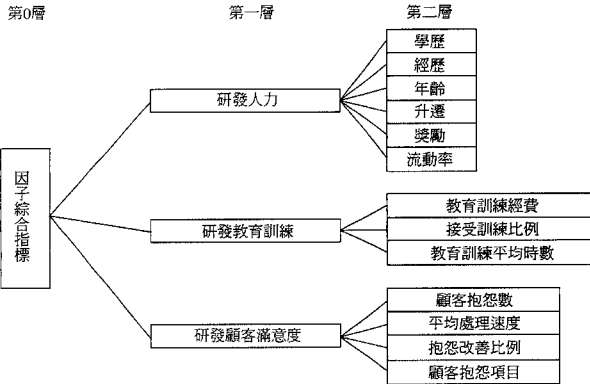 第0層
第一層
第二層
因子綜合指標
研發人力
學歷
經歷
年齡
升遷
獎勵
流動率
研發教育訓練
教育訓練經費
接受訓練比例
教育訓練平均時數
研發顧客滿意度
顧客抱怨數
平均處理速度
抱怨改善比例
顧客抱怨項目